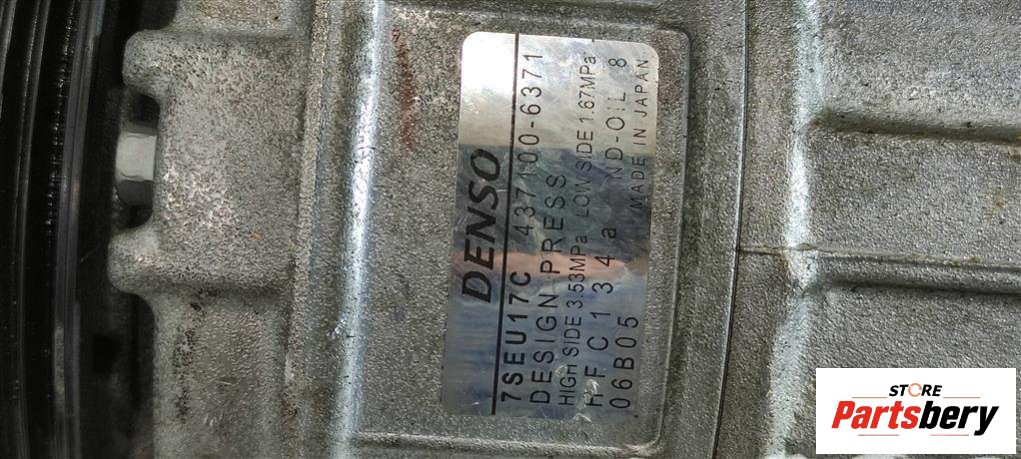 DENSO
7SEU17C 437100-6371
DESIGN PRESS
HIGH SIDE 3.53MPa LOW SIDE 1.67MPa
HFC134a ND-OIL 8
06B05 MADE IN JAPAN
STORE
Partsbery